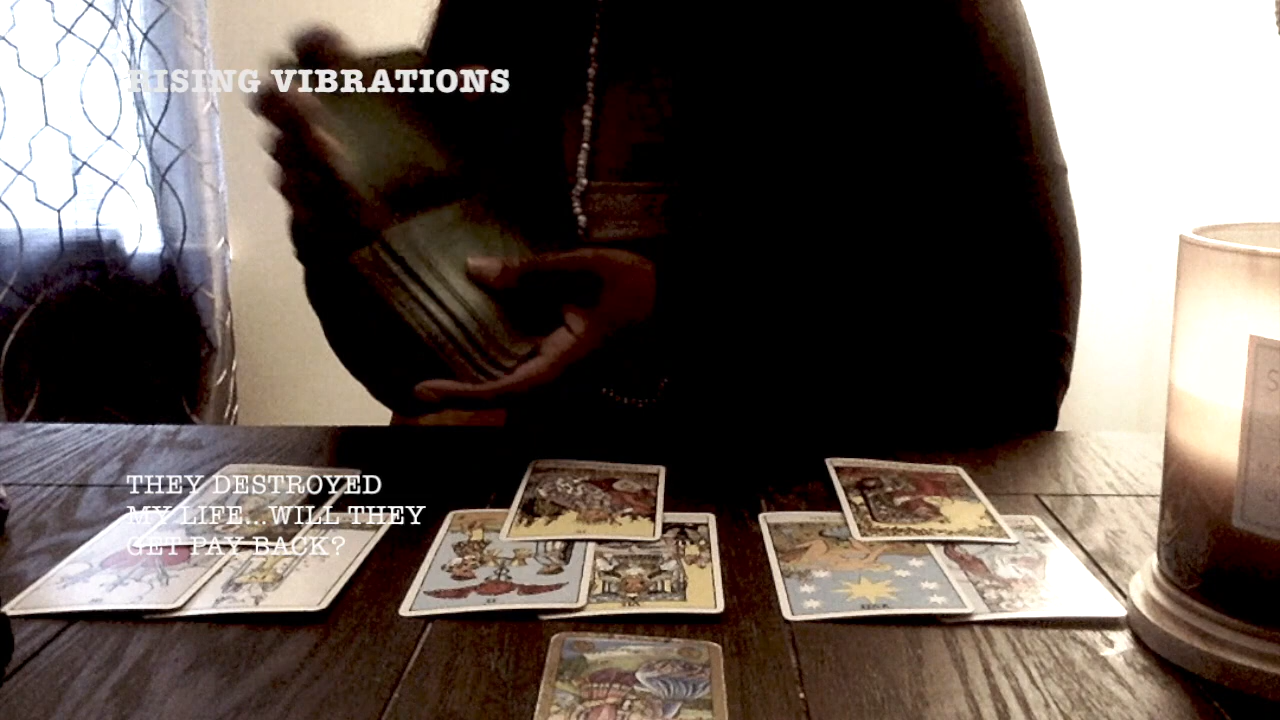 RISING VIBRATIONS
THEY DESTROYED
MY LIFE...WILL THEY
GET PAY BACK?